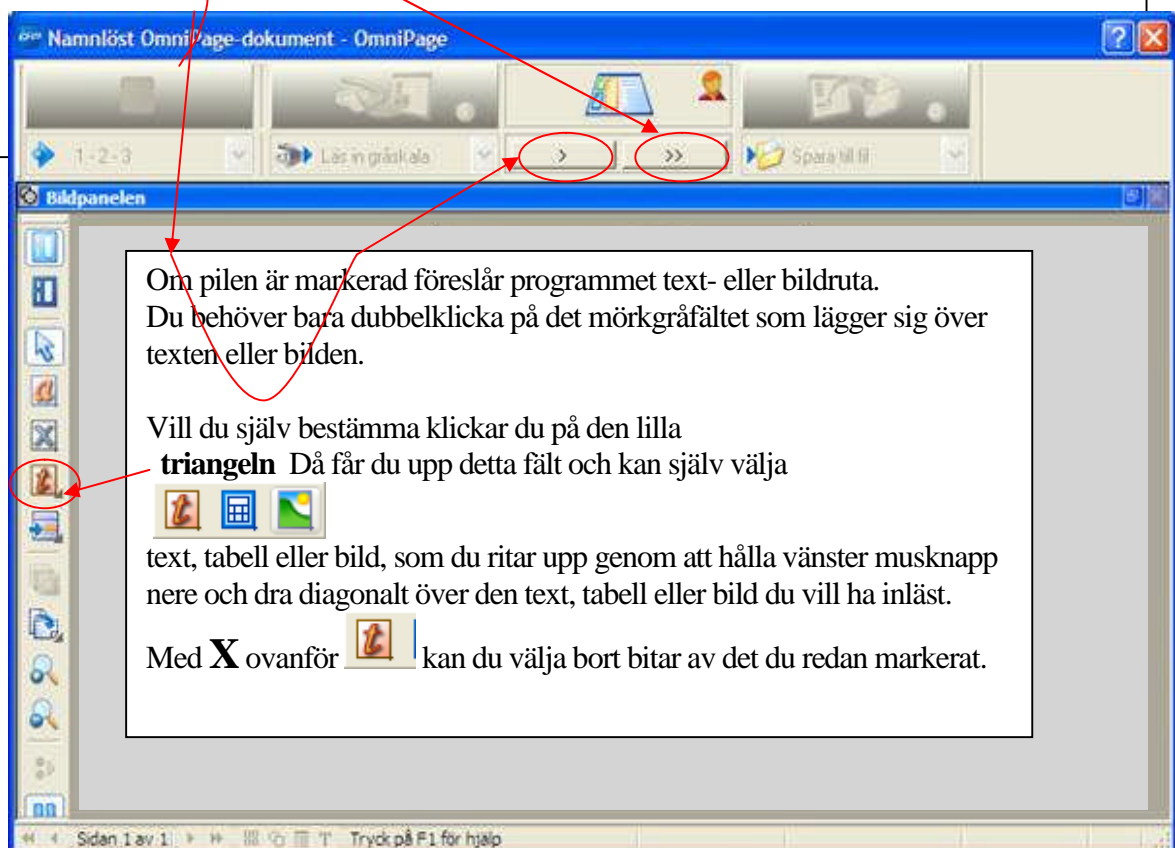 Namnlöst OmniPage-dokument - OmniPage
1-2-3
Läs in gråskala
>
>>
Spara till fil
Bildpanelen
Om pilen är markerad föreslår programmet text- eller bildruta.
Du behöver bara dubbelklicka på det mörkgråfältet som lägger sig över
texten eller bilden.
Vill du själv bestämma klickar du på den lilla
triangeln Då får du upp detta fält och kan själv välja
text, tabell eller bild, som du ritar upp genom att hålla vänster musknapp
nere och dra diagonalt över den text, tabell eller bild du vill ha inläst.
Med X ovanför t kan du välja bort bitar av det du redan markerat.
Sidan 1 av 1 T Tryck på F1 för hjälp